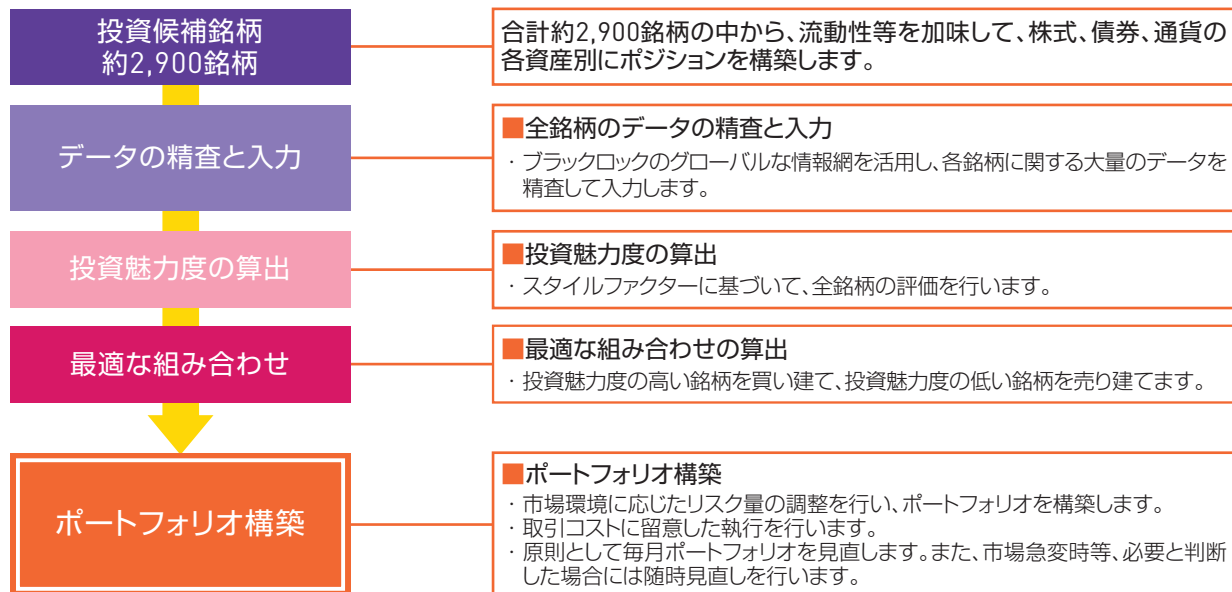 投資候補銘柄
約2,900銘柄
合計約2,900銘柄の中から、流動性等を加味して、株式、債券、通貨の
各資産別にポジションを構築します。
データの精査と入力
■全銘柄のデータの精査と入力
・ブラックロックのグローバルな情報網を活用し、各銘柄に関する大量のデータを
精査して入力します。
投資魅力度の算出
■投資魅力度の算出
・スタイルファクターに基づいて、全銘柄の評価を行います。
最適な組み合わせ
■最適な組み合わせの算出
・投資魅力度の高い銘柄を買い建て、投資魅力度の低い銘柄を売り建てます。
ポートフォリオ構築
■ポートフォリオ構築
・市場環境に応じたリスク量の調整を行い、ポートフォリオを構築します。
・取引コストに留意した執行を行います。
・原則として毎月ポートフォリオを見直します。また、市場急変時等、必要と判断
した場合には随時見直しを行います。